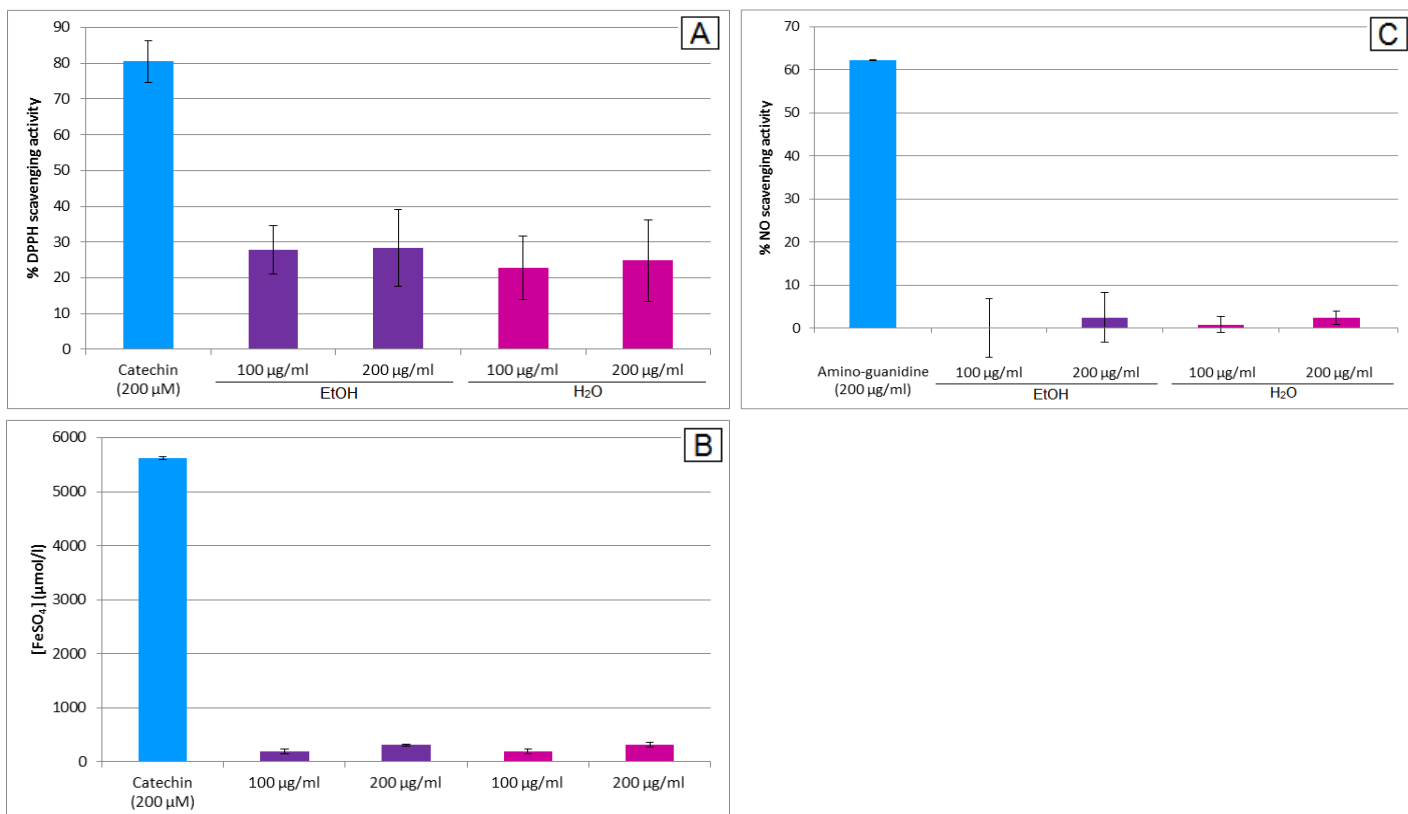 A
% DPPH scavenging activity
90
80
70
60
50
40
30
20
10
0
Catechin
(200 µM)
100 µg/ml
200 µg/ml
100 µg/ml
200 µg/ml
EtOH
H₂O
C
% NO scavenging activity
70
60
50
40
30
20
10
0
Amino-guanidine
(200 µg/ml)
100 µg/ml
200 µg/ml
100 µg/ml
200 µg/ml
EtOH
H₂O
B
[FeSO₄] (µmol/l)
6000
5000
4000
3000
2000
1000
0
Catechin
(200 µM)
100 µg/ml
200 µg/ml
100 µg/ml
200 µg/ml